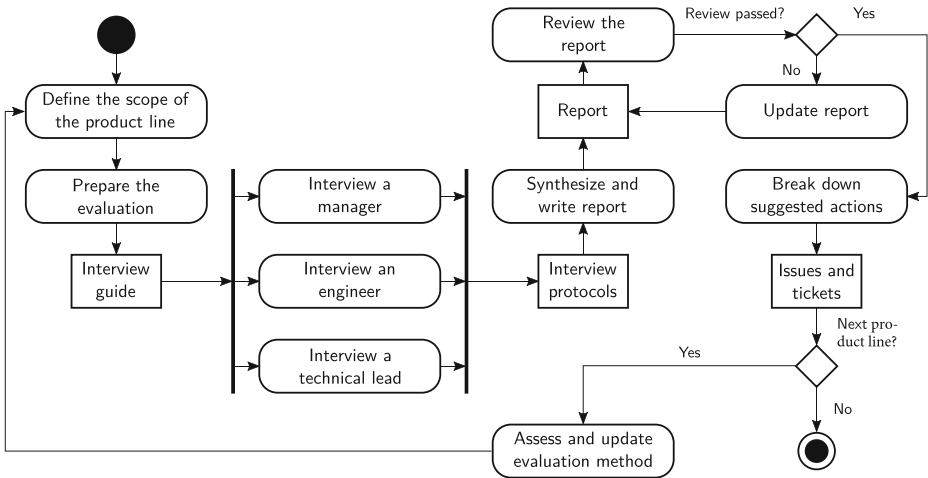 Define the scope of
the product line
Prepare the
evaluation
Interview
guide
Interview a
manager
Interview an
engineer
Interview a
technical lead
Interview
protocols
Synthesize and
write report
Report
Review the
report
Review passed?
Yes
No
Update report
Break down
suggested actions
Issues and
tickets
Next pro-
duct line?
Yes
No
Assess and update
evaluation method